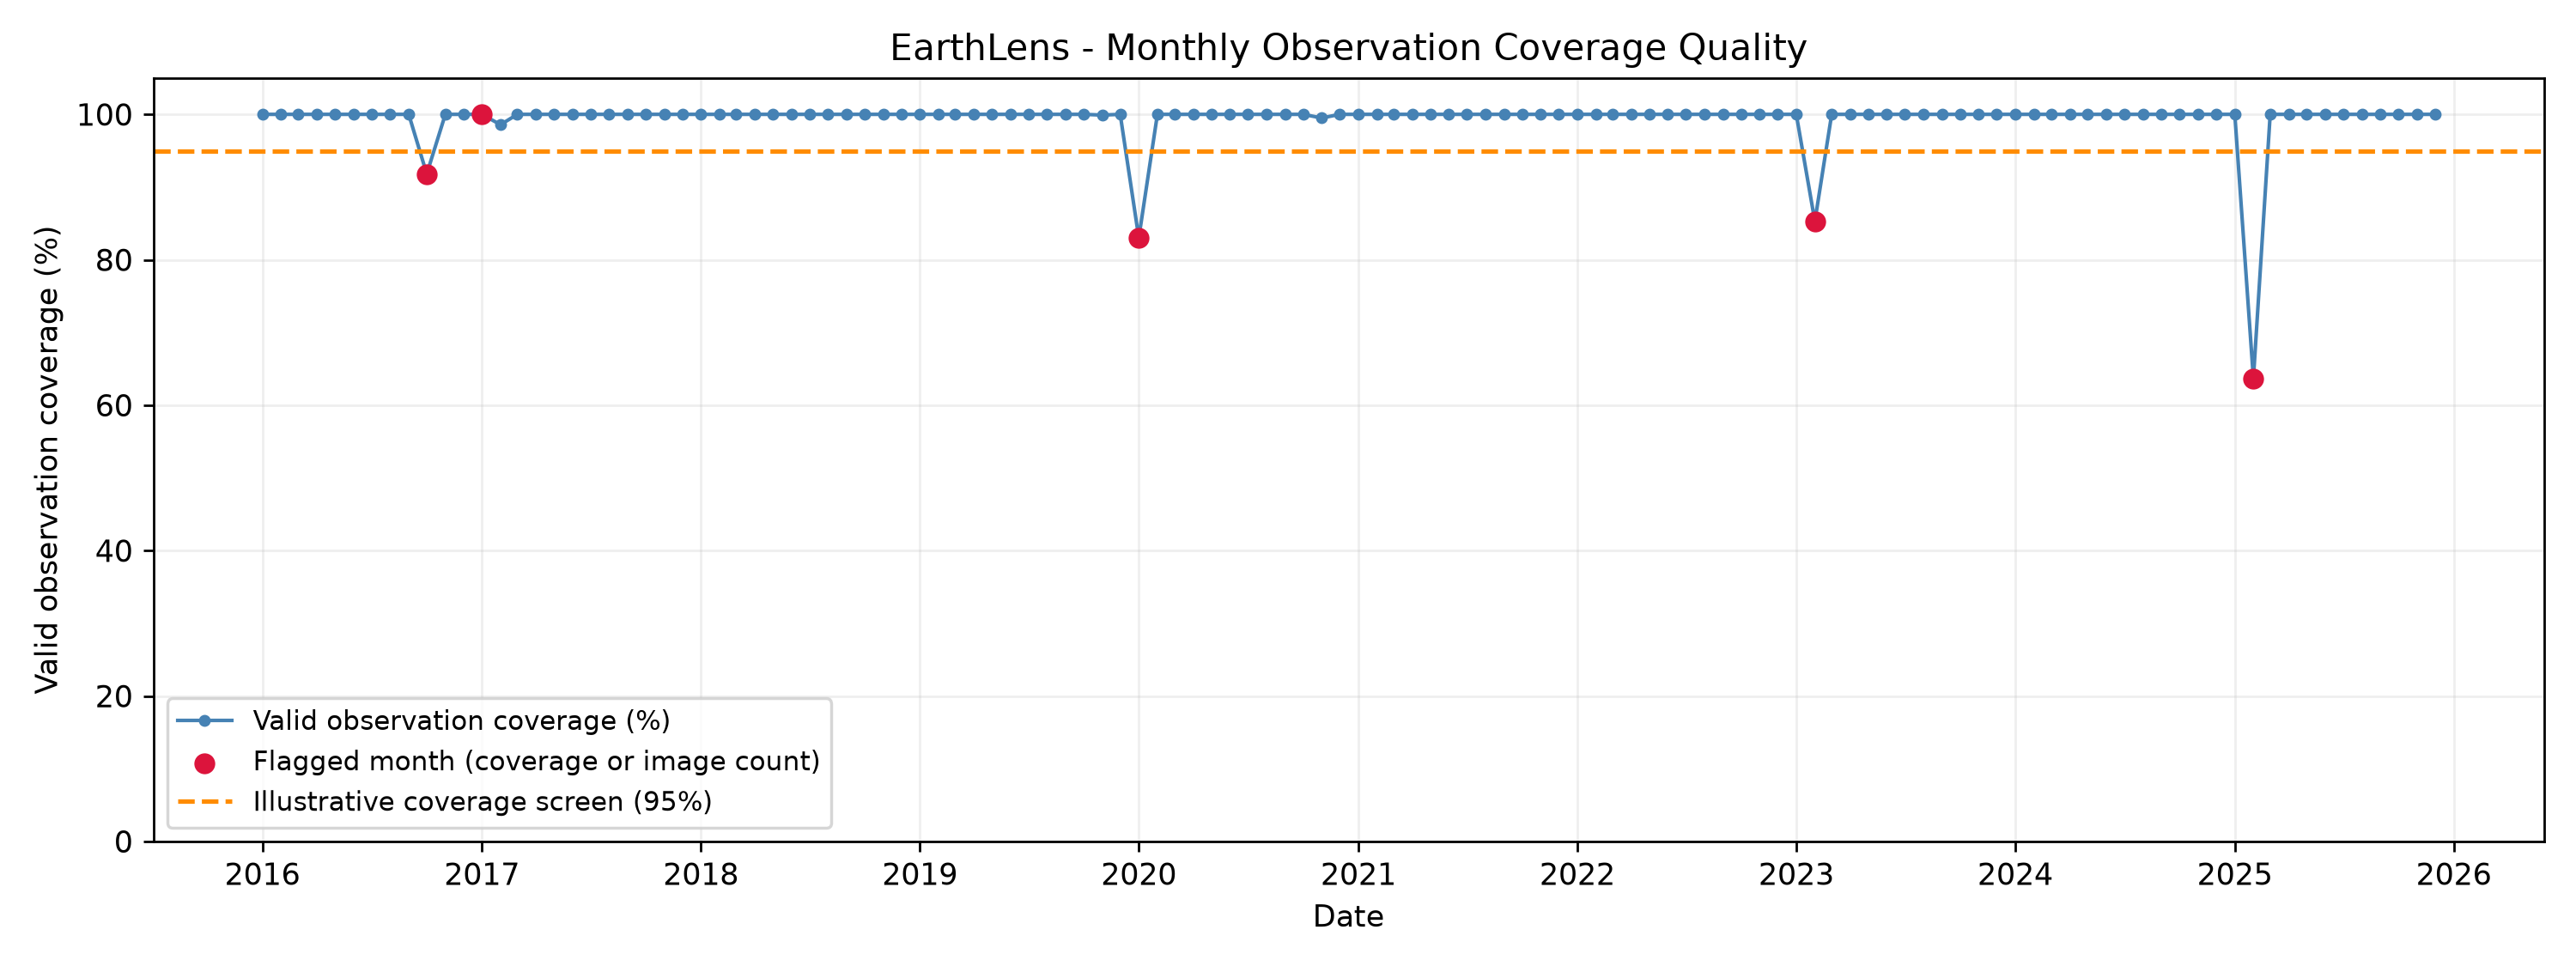 EarthLens - Monthly Observation Coverage Quality
Valid observation coverage (%)
100
80
60
40
20
0
Valid observation coverage (%)
Flagged month (coverage or image count)
Illustrative coverage screen (95%)
2016 2017 2018 2019 2020 2021 2022 2023 2024 2025 2026
Date